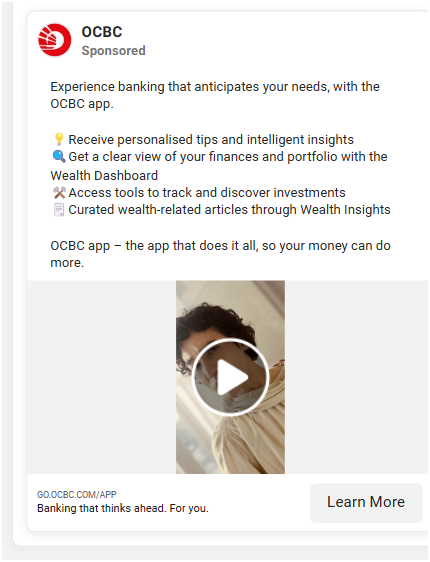 OCBC
Sponsored
Experience banking that anticipates your needs, with the
OCBC app.
💡Receive personalised tips and intelligent insights
🔍Get a clear view of your finances and portfolio with the
Wealth Dashboard
🛠️Access tools to track and discover investments
📃Curated wealth-related articles through Wealth Insights
OCBC app – the app that does it all, so your money can do
more.
GO.OCBC.COM/APP
Banking that thinks ahead. For you.
Learn More